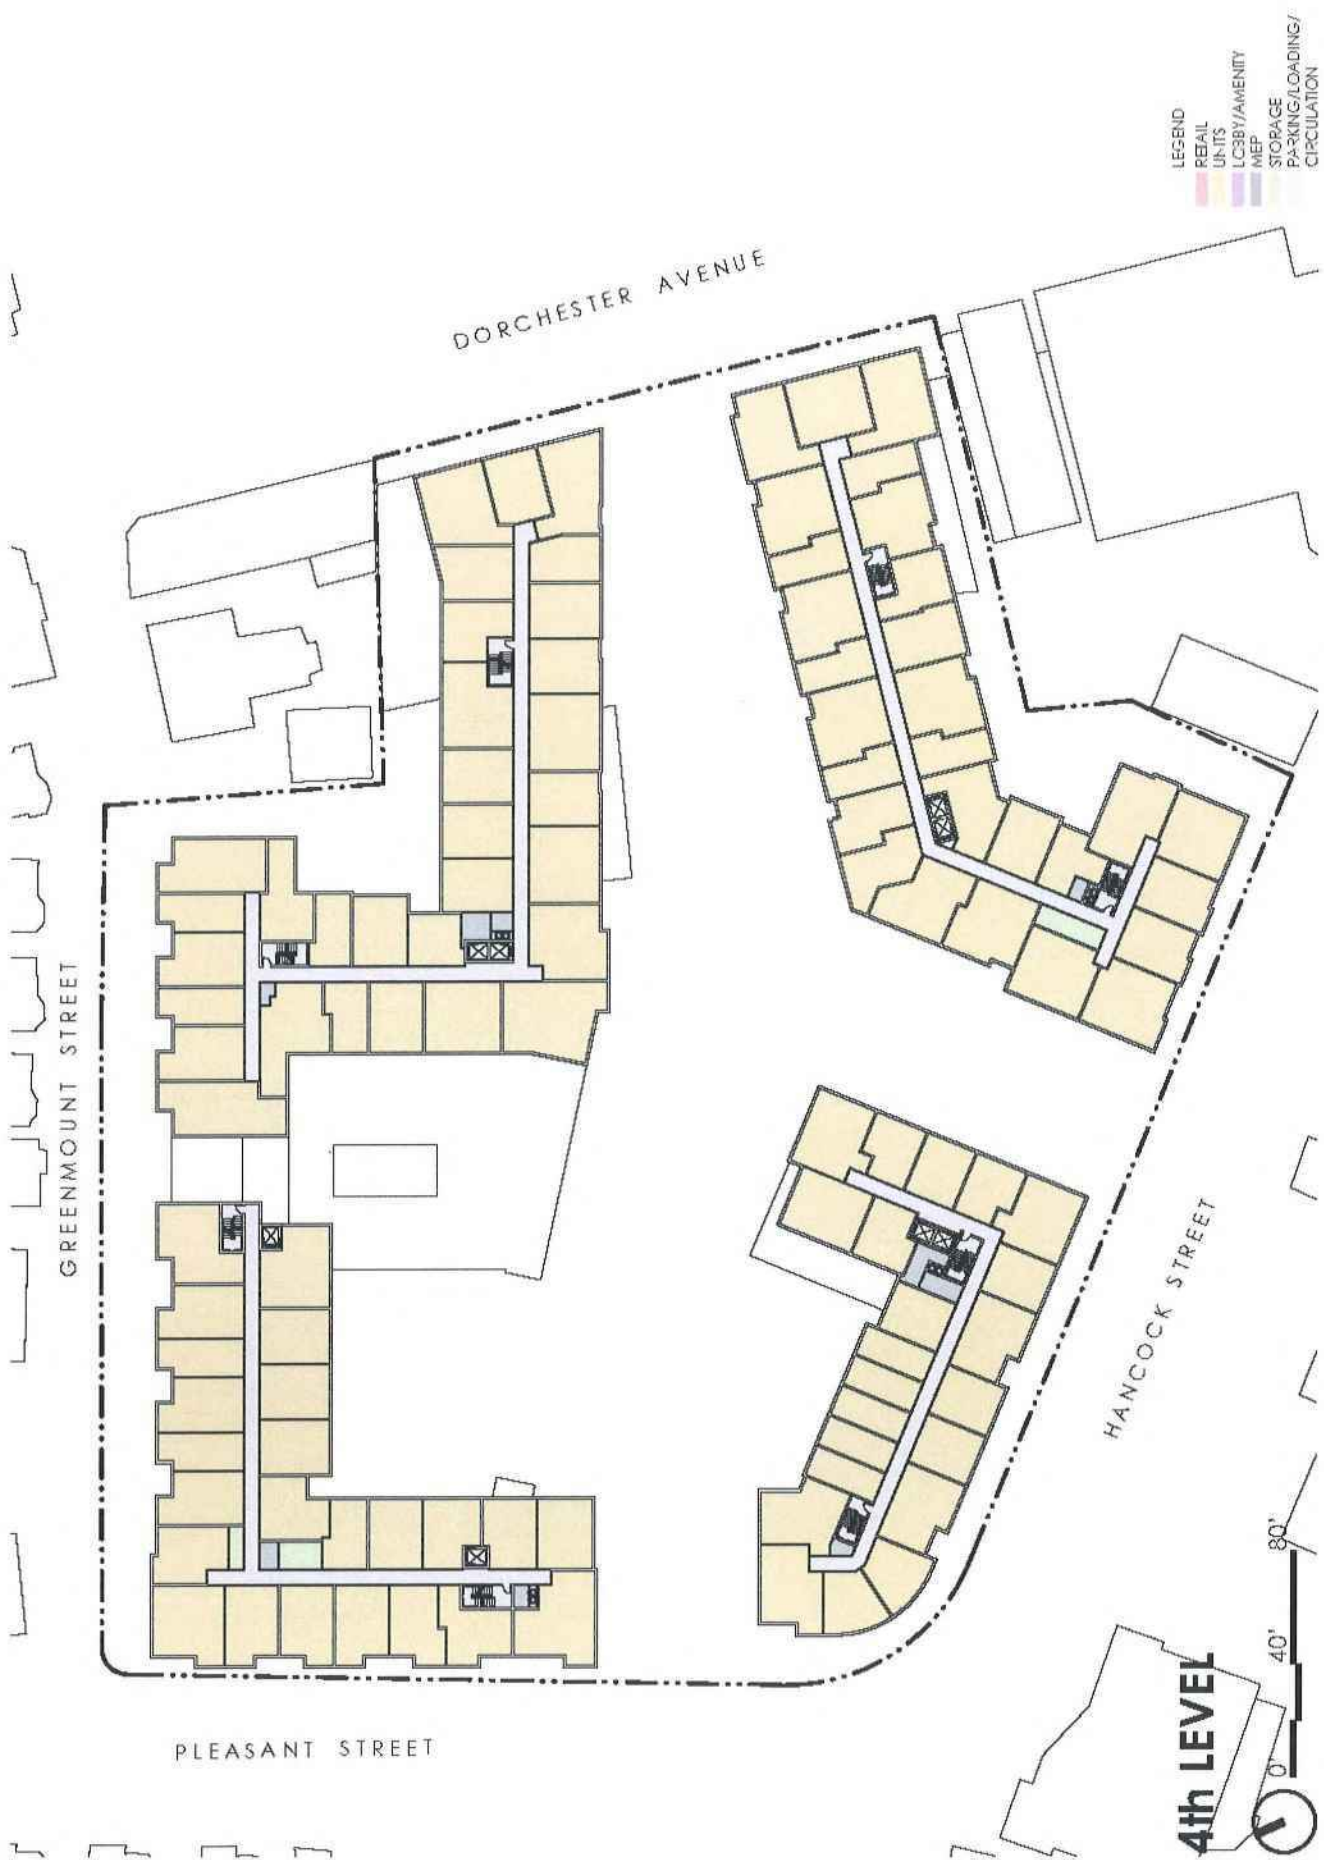 LEGEND
RETAIL
UNITS
LOBBY/AMENITY
MEP
STORAGE
PARKING/LOADING/
CIRCULATION
DORCHESTER AVENUE
GREENMOUNT STREET
HANCOCK STREET
PLEASANT STREET
4th LEVEL
0' 40' 80'